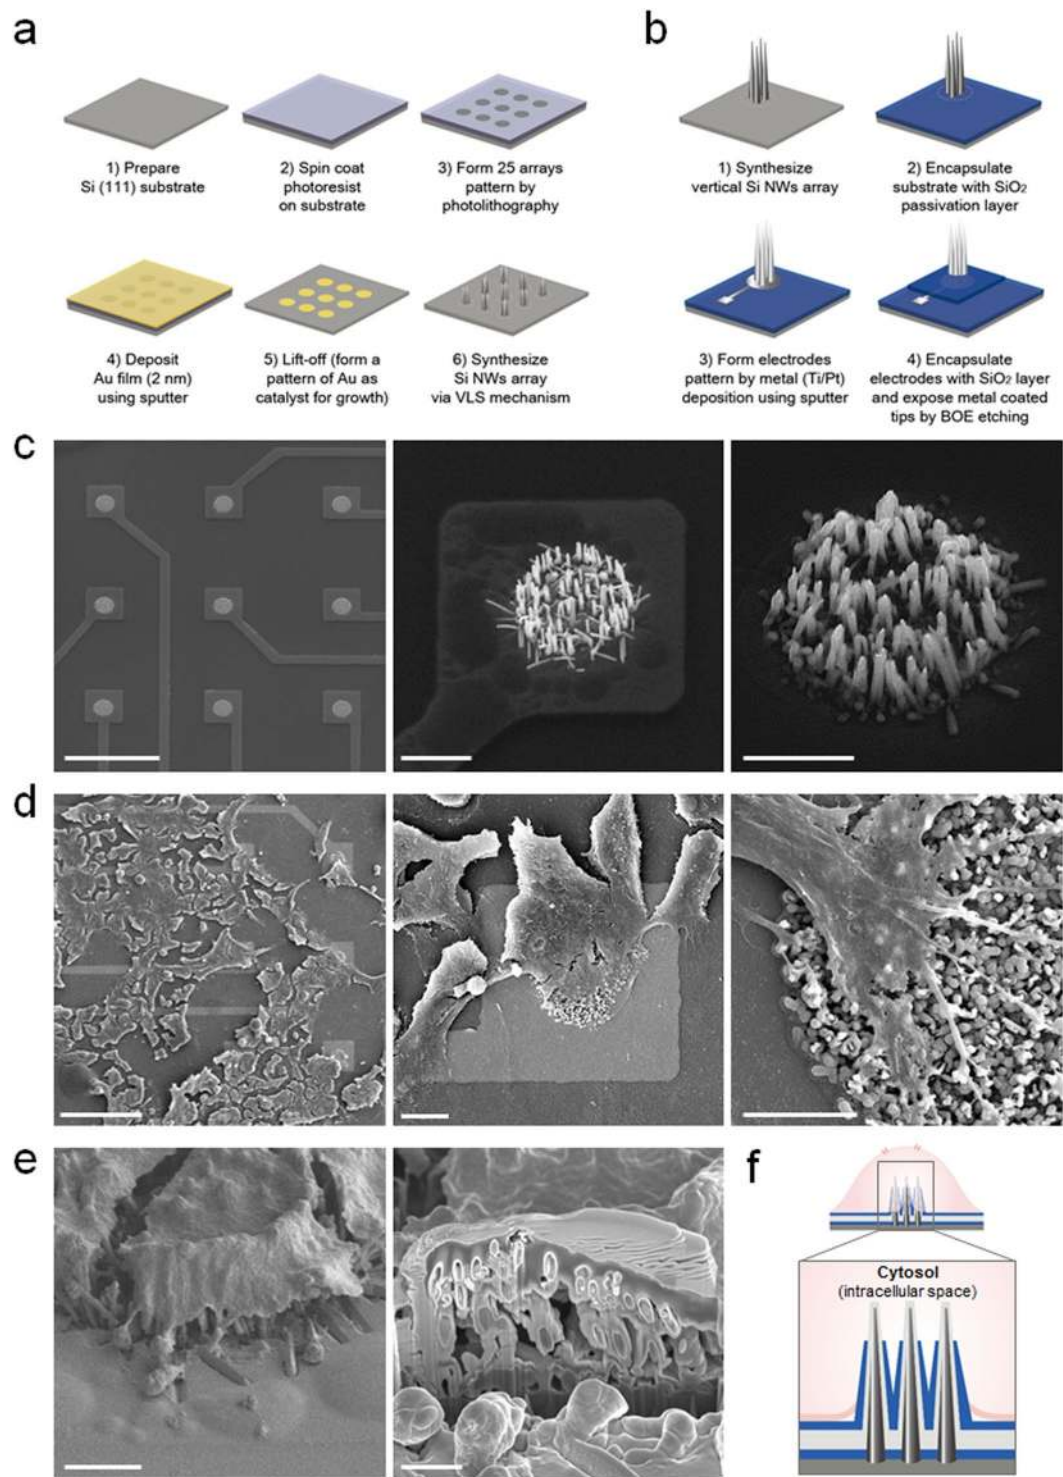 a
1) Prepare
Si (111) substrate
2) Spin coat
photoresist
on substrate
3) Form 25 arrays
pattern by
photolithography
4) Deposit
Au film (2 nm)
using sputter
5) Lift-off (form a
pattern of Au as
catalyst for growth)
6) Synthesize
Si NWs array
via VLS mechanism
b
1) Synthesize
vertical Si NWs array
2) Encapsulate
substrate with SiO₂
passivation layer
3) Form electrodes
pattern by metal (Ti/Pt)
deposition using sputter
4) Encapsulate
electrodes with SiO₂ layer
and expose metal coated
tips by BOE etching
c
d
e
f
Cytosol
(intracellular space)